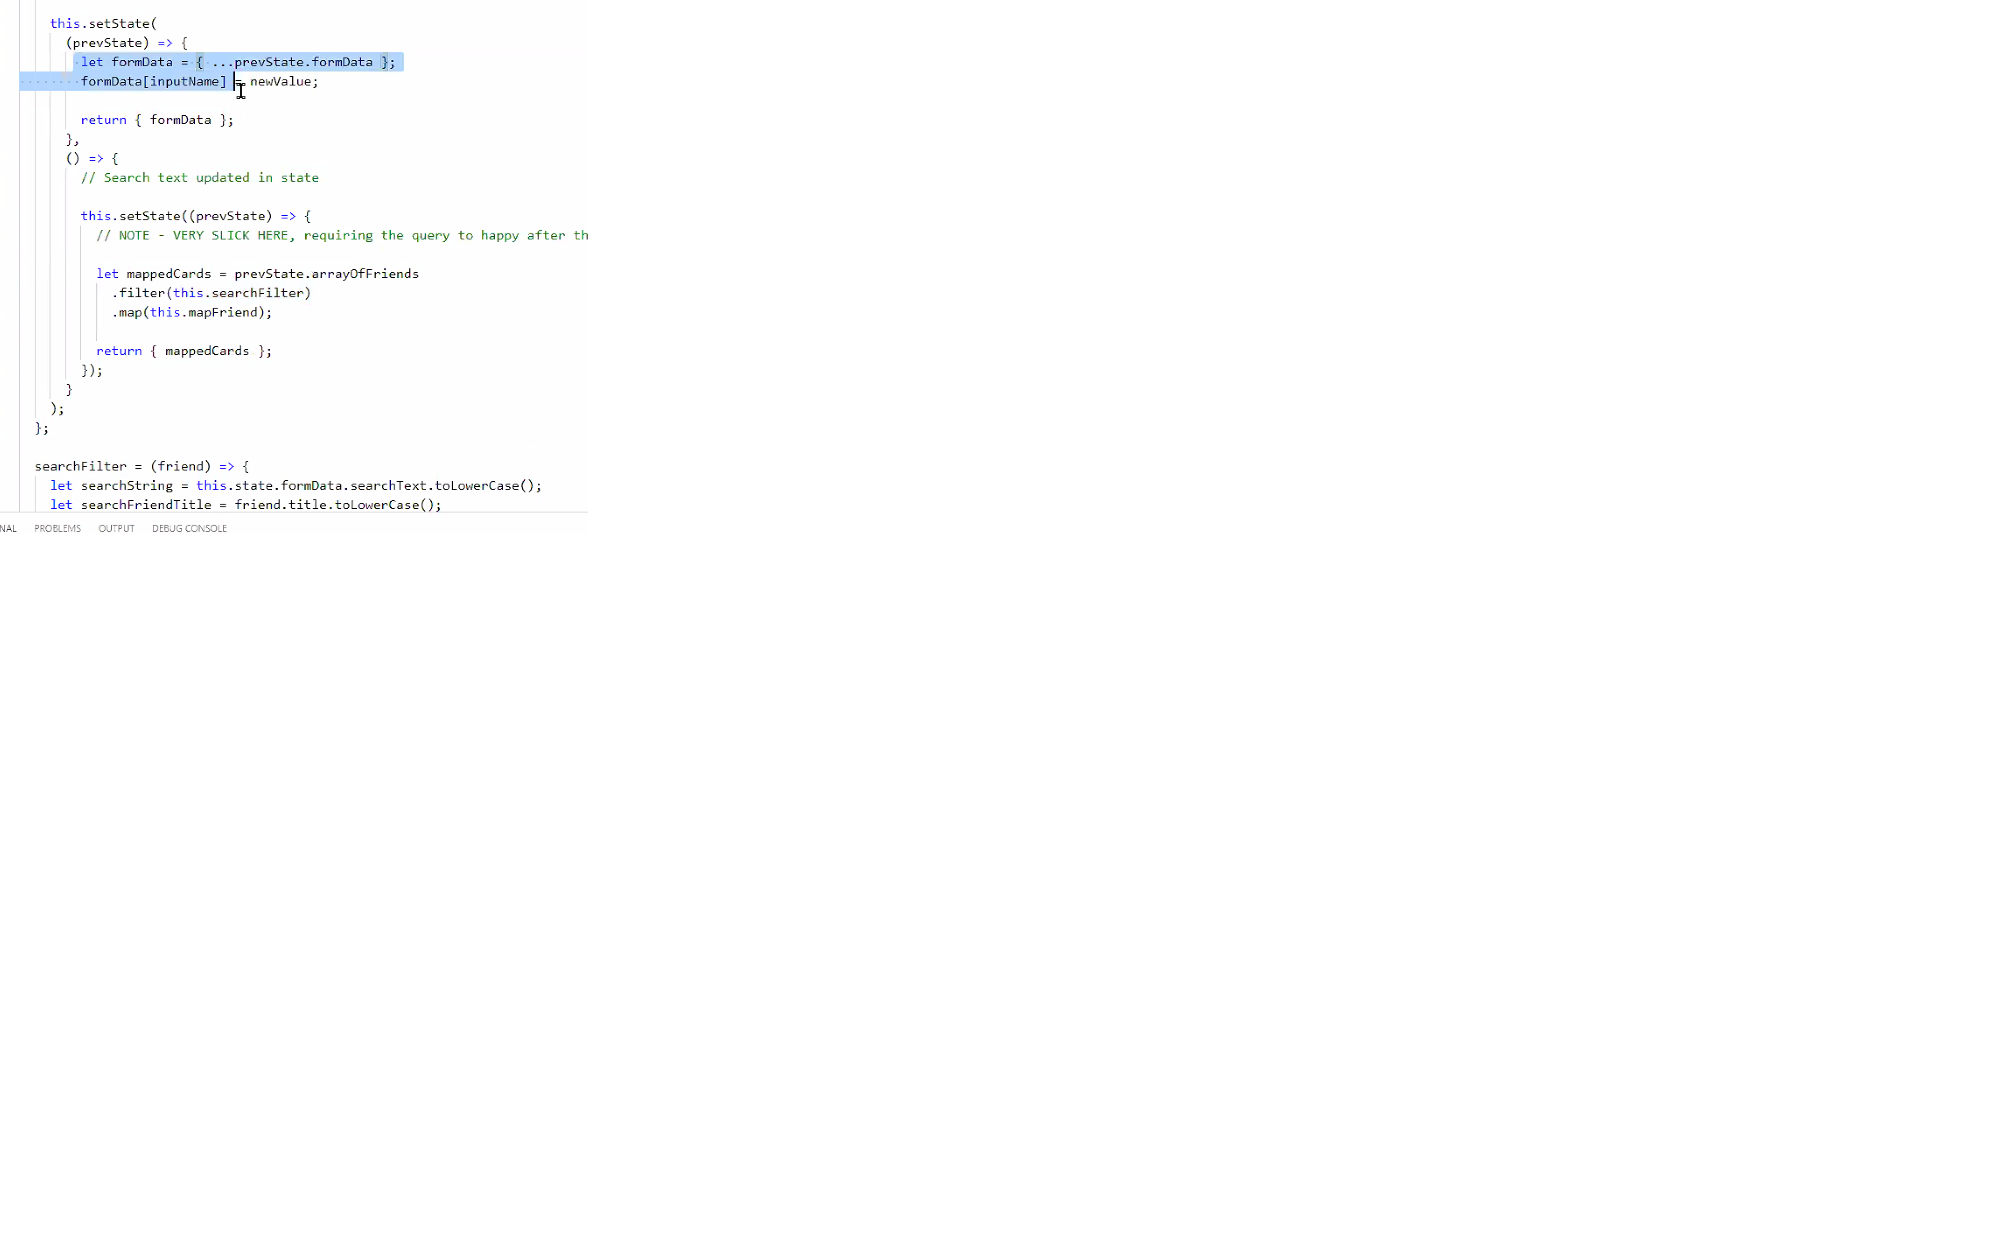 this.setState(
(prevState) => {
let formData = { ...prevState.formData };
formData[inputName] = newValue;
return { formData };
},
() => {
// Search text updated in state
this.setState((prevState) => {
// NOTE - VERY SLICK HERE, requiring the query to happy after th
let mappedCards = prevState.arrayOfFriends
.filter(this.searchFilter)
.map(this.mapFriend);
return { mappedCards };
});
}
);
};
searchFilter = (friend) => {
let searchString = this.state.formData.searchText.toLowerCase();
let searchFriendTitle = friend.title.toLowerCase();
NAL PROBLEMS OUTPUT DEBUG CONSOLE